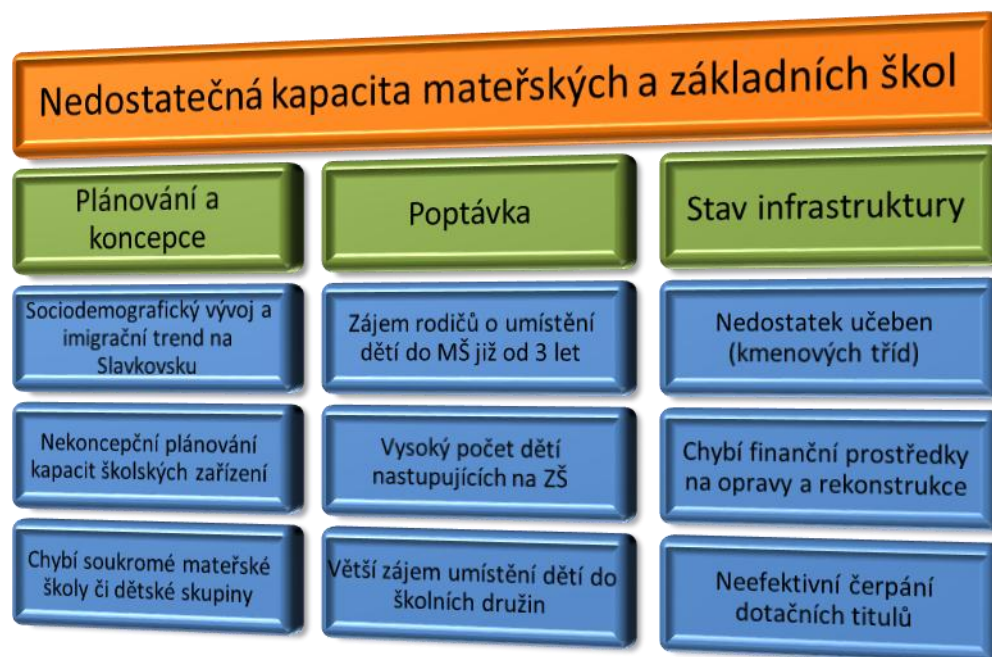 Nedostatečná kapacita mateřských a základních škol
Plánování a
koncepce
Poptávka
Stav infrastruktury
Sociodemografický vývoj a
imigrační trend na
Slavkovsku
Zájem rodičů o umístění
dětí do MŠ již od 3 let
Nedostatek učeben
(kmenových tříd)
Nekoncepční plánování
kapacit školských zařízení
Vysoký počet dětí
nastupujících na ZŠ
Chybí finanční prostředky
na opravy a rekonstrukce
Chybí soukromé mateřské
školy či dětské skupiny
Větší zájem umístění dětí do
školních družin
Neefektivní čerpání
dotačních titulů